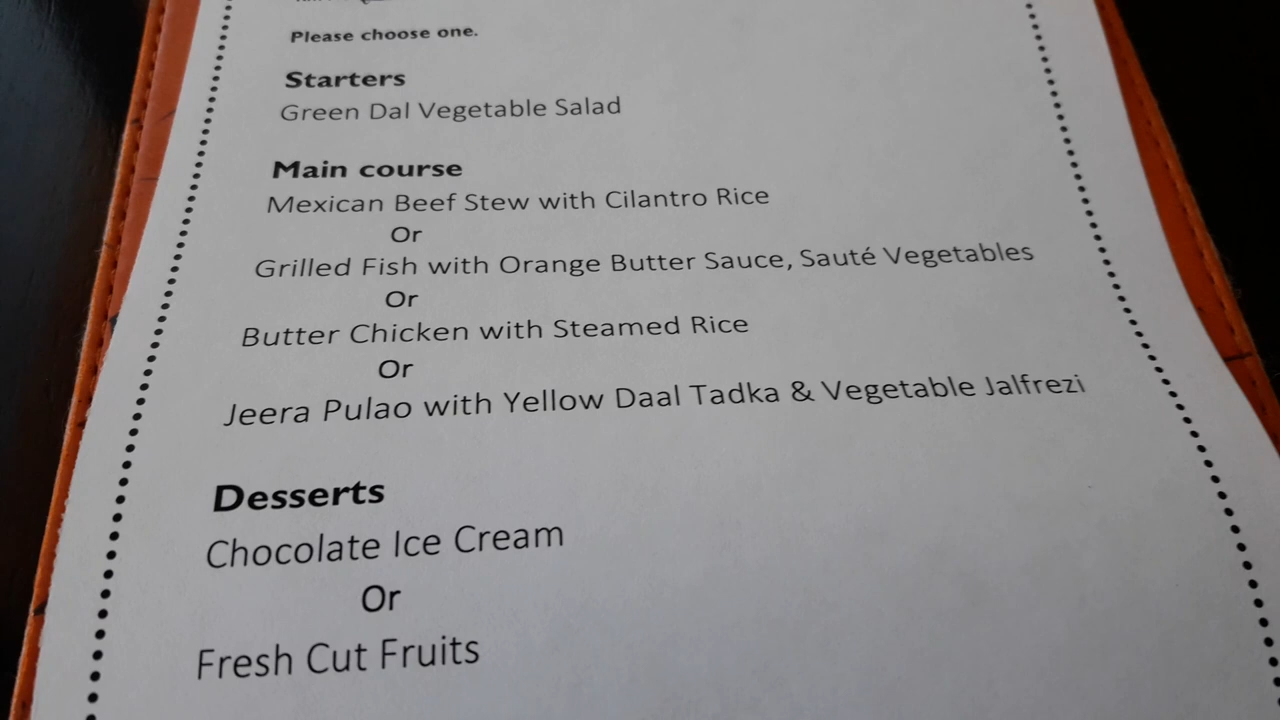 Please choose one.
Starters
Green Dal Vegetable Salad
Main course
Mexican Beef Stew with Cilantro Rice
Or
Grilled Fish with Orange Butter Sauce, Sauté Vegetables
Or
Butter Chicken with Steamed Rice
Or
Jeera Pulao with Yellow Daal Tadka & Vegetable Jalfrezi
Desserts
Chocolate Ice Cream
Or
Fresh Cut Fruits